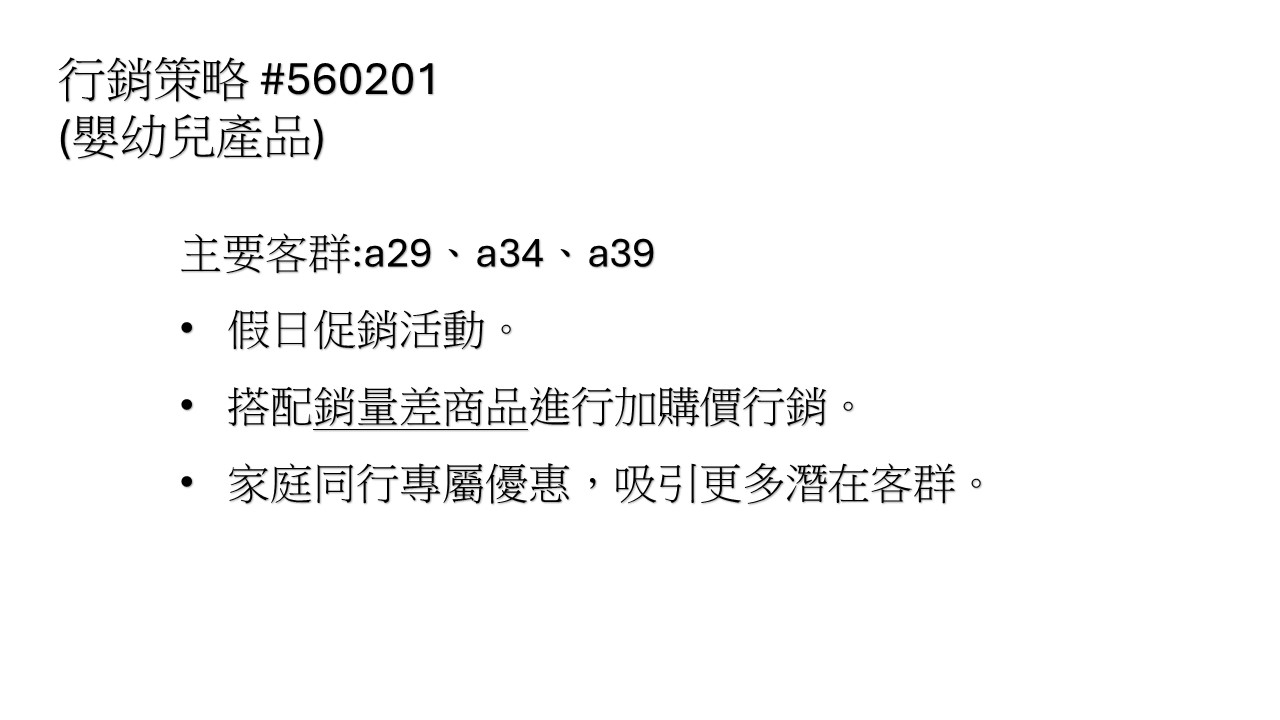 行銷策略 #560201
(嬰幼兒產品)
主要客群:a29、a34、a39
• 假日促銷活動。
• 搭配銷量差商品進行加購價行銷。
• 家庭同行專屬優惠，吸引更多潛在客群。